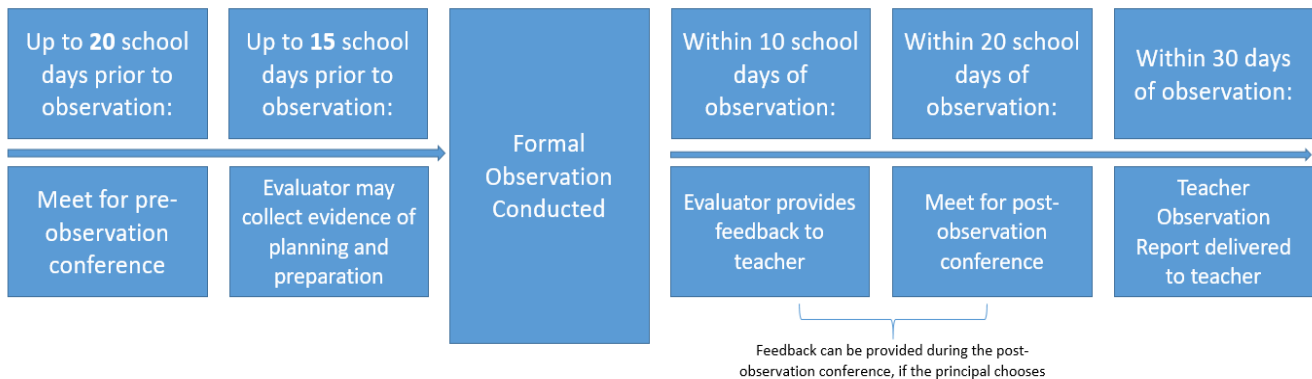 Up to 20 school
days prior to
observation:
Up to 15 school
days prior to
observation:
Formal
Observation
Conducted
Within 10 school
days of
observation:
Within 20 school
days of
observation:
Within 30 days
of observation:
Meet for pre-
observation
conference
Evaluator may
collect evidence of
planning and
preparation
Evaluator provides
feedback to
teacher
Meet for post-
observation
conference
Teacher
Observation
Report delivered
to teacher
Feedback can be provided during the post-
observation conference, if the principal chooses